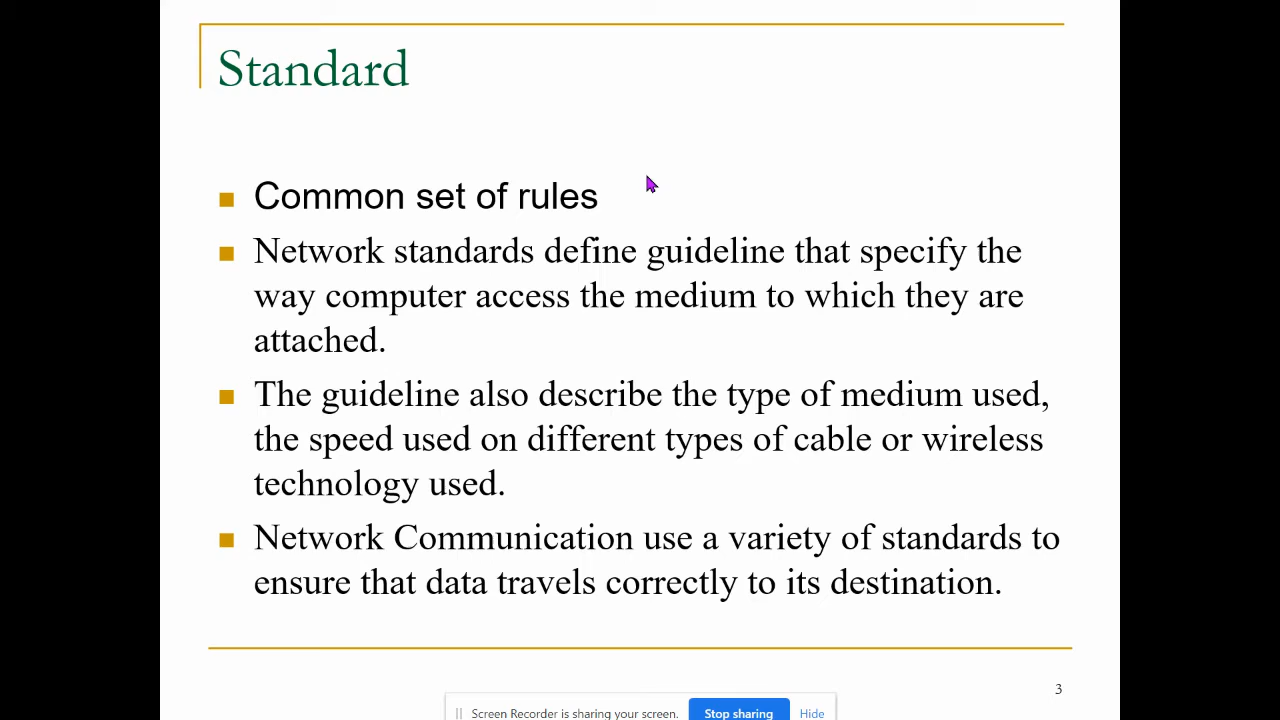 Standard
Common set of rules
Network standards define guideline that specify the
way computer access the medium to which they are
attached.
The guideline also describe the type of medium used,
the speed used on different types of cable or wireless
technology used.
Network Communication use a variety of standards to
ensure that data travels correctly to its destination.
3
Screen Recorder is sharing your screen. Stop sharing Hide